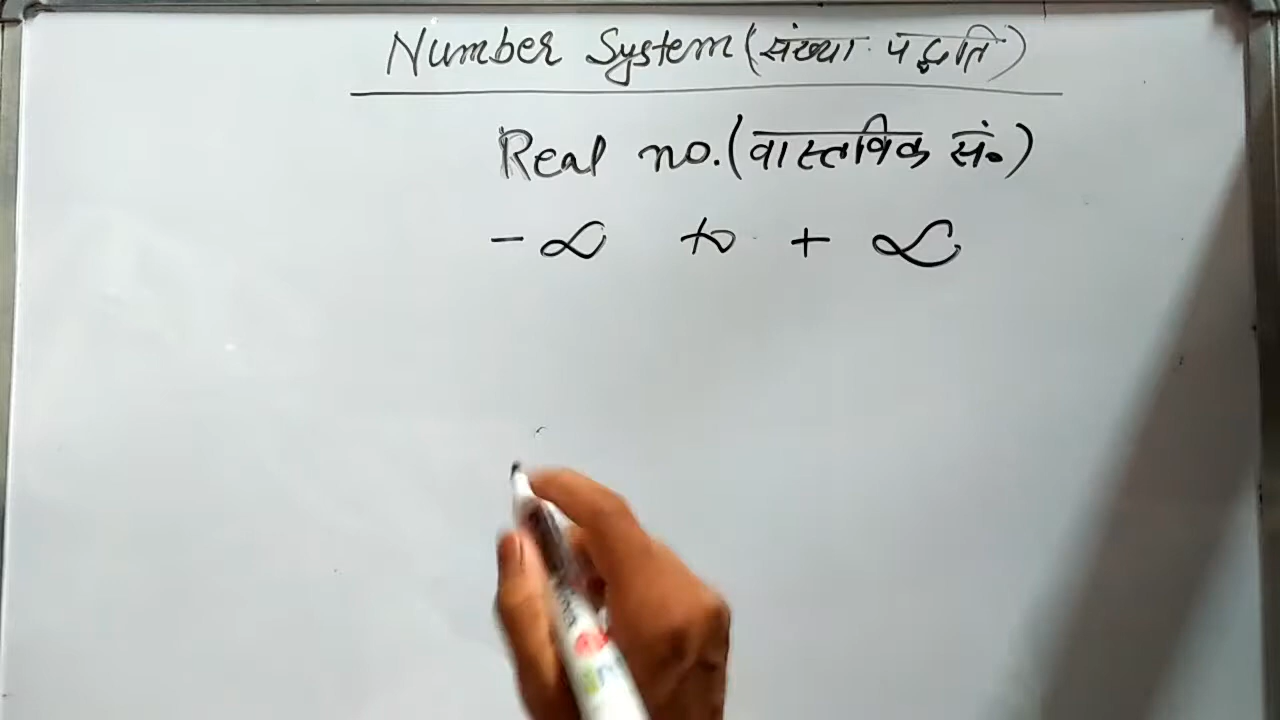 Number System (संख्या पद्धति)
Real no. (वास्तविक सं०)
- ∞ to + ∞